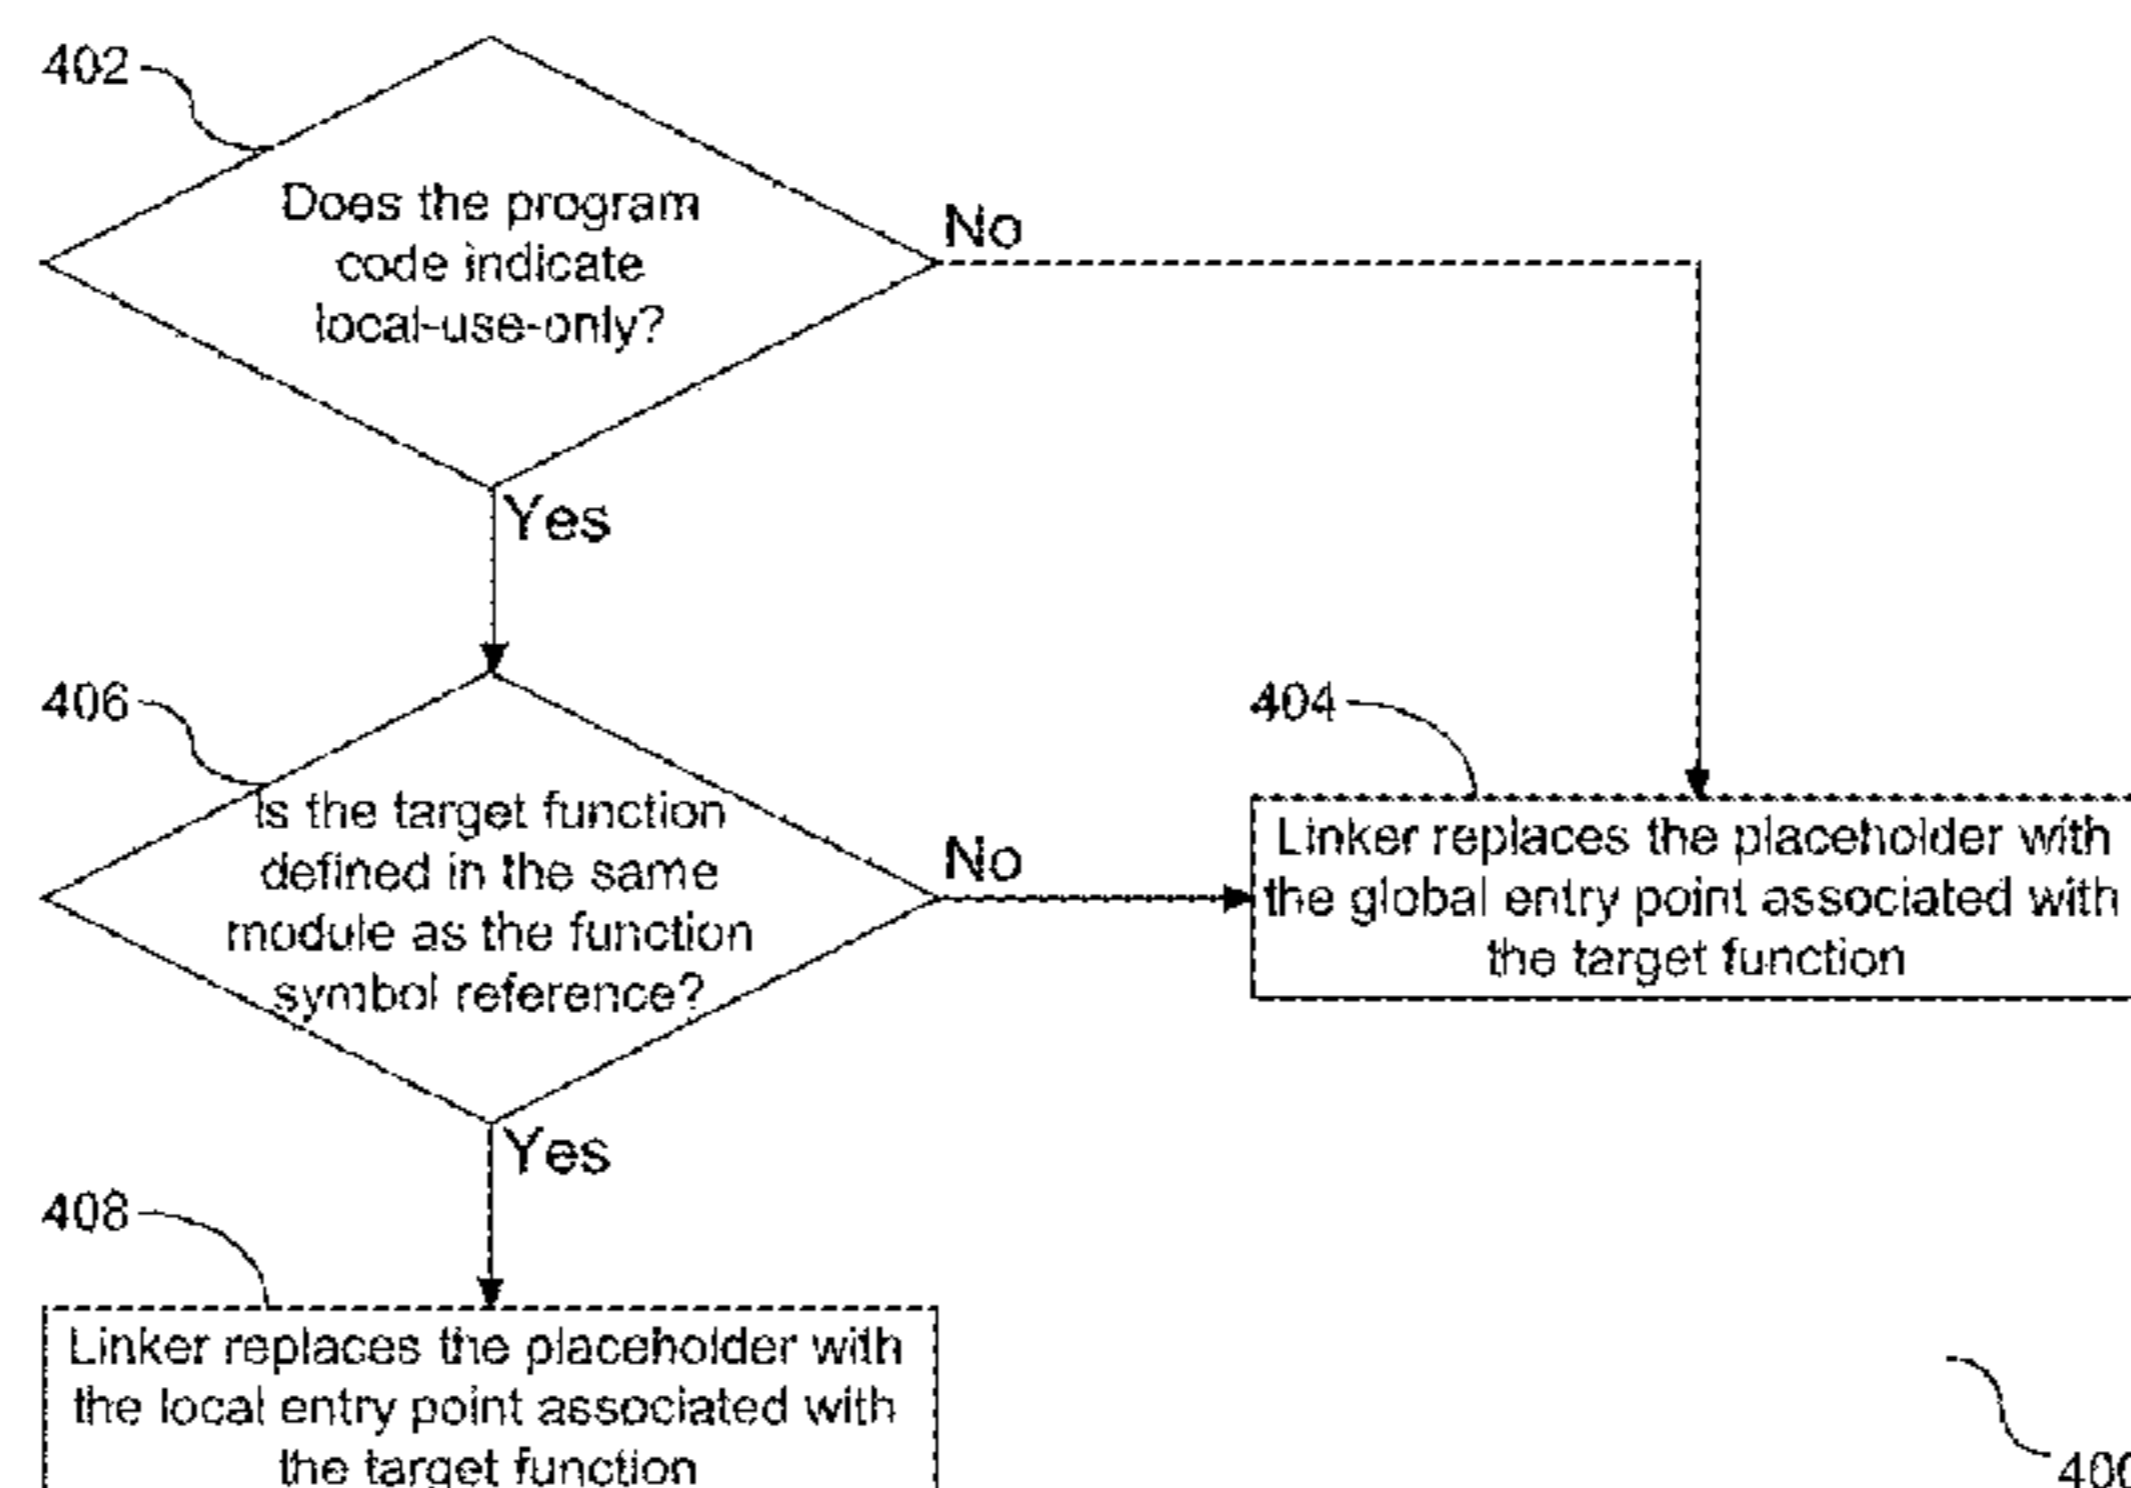 402
Does the program
code indicate
local-use-only?
No
Yes
406
Is the target function
defined in the same
module as the function
symbol reference?
No
404
Linker replaces the placeholder with
the global entry point associated with
the target function
Yes
408
Linker replaces the placeholder with
the local entry point associated with
the target function
400